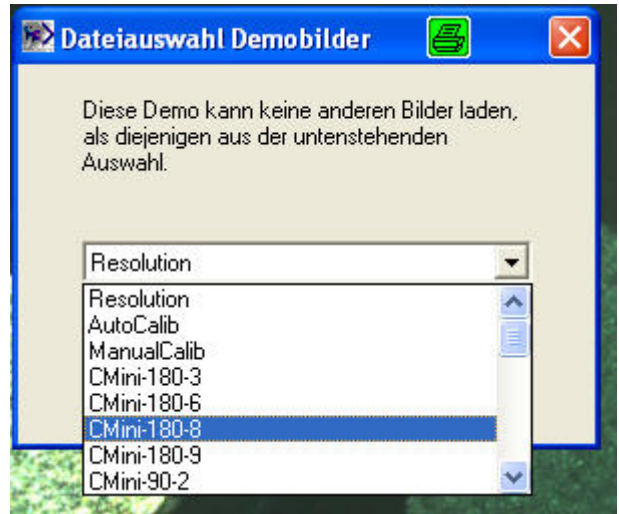 Dateiauswahl Demobilder
Diese Demo kann keine anderen Bilder laden,
als diejenigen aus der untenstehenden
Auswahl.
Resolution
Resolution
AutoCalib
ManualCalib
CMini-180-3
CMini-180-6
CMini-180-8
CMini-180-9
CMini-90-2